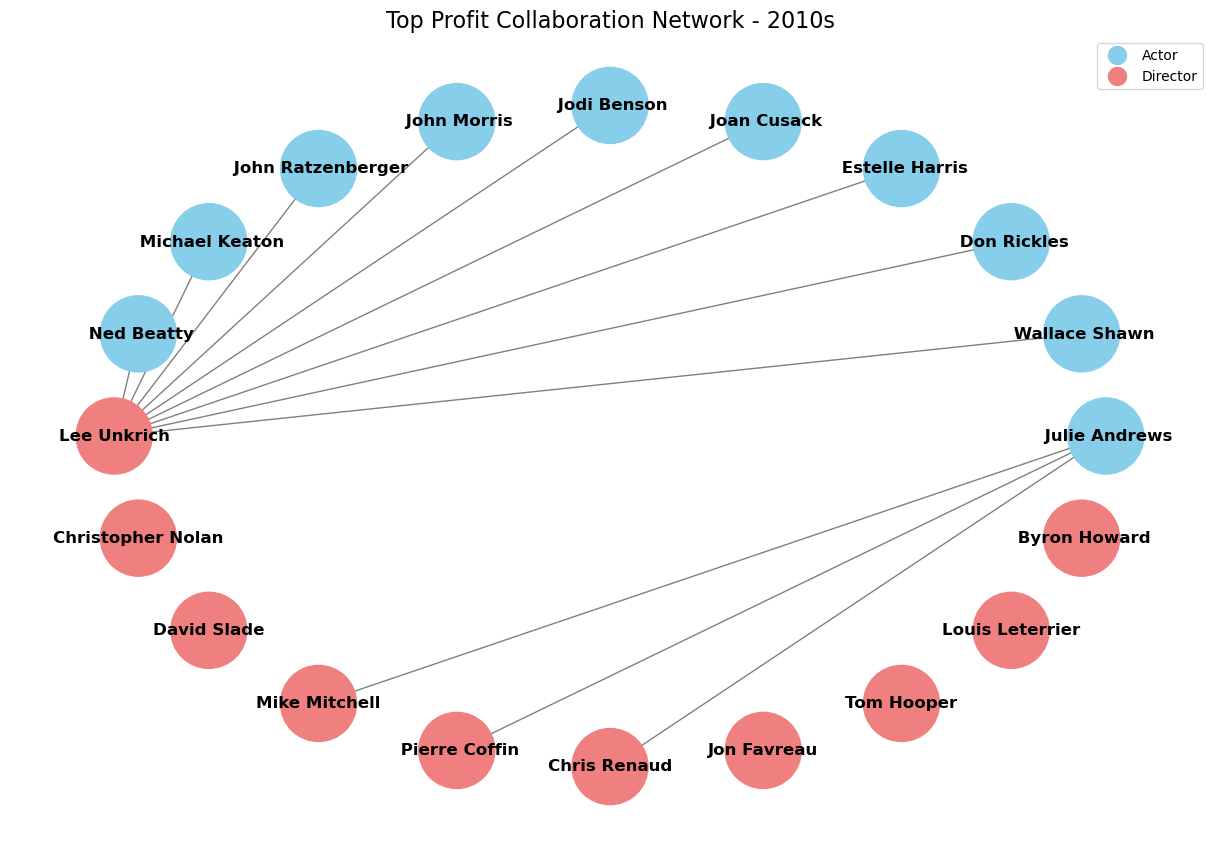 Top Profit Collaboration Network - 2010s
Actor
Director
Jodi Benson
John Morris
Joan Cusack
John Ratzenberger
Estelle Harris
Michael Keaton
Don Rickles
Ned Beatty
Wallace Shawn
Lee Unkrich
Julie Andrews
Christopher Nolan
Byron Howard
David Slade
Louis Leterrier
Mike Mitchell
Tom Hooper
Pierre Coffin
Jon Favreau
Chris Renaud